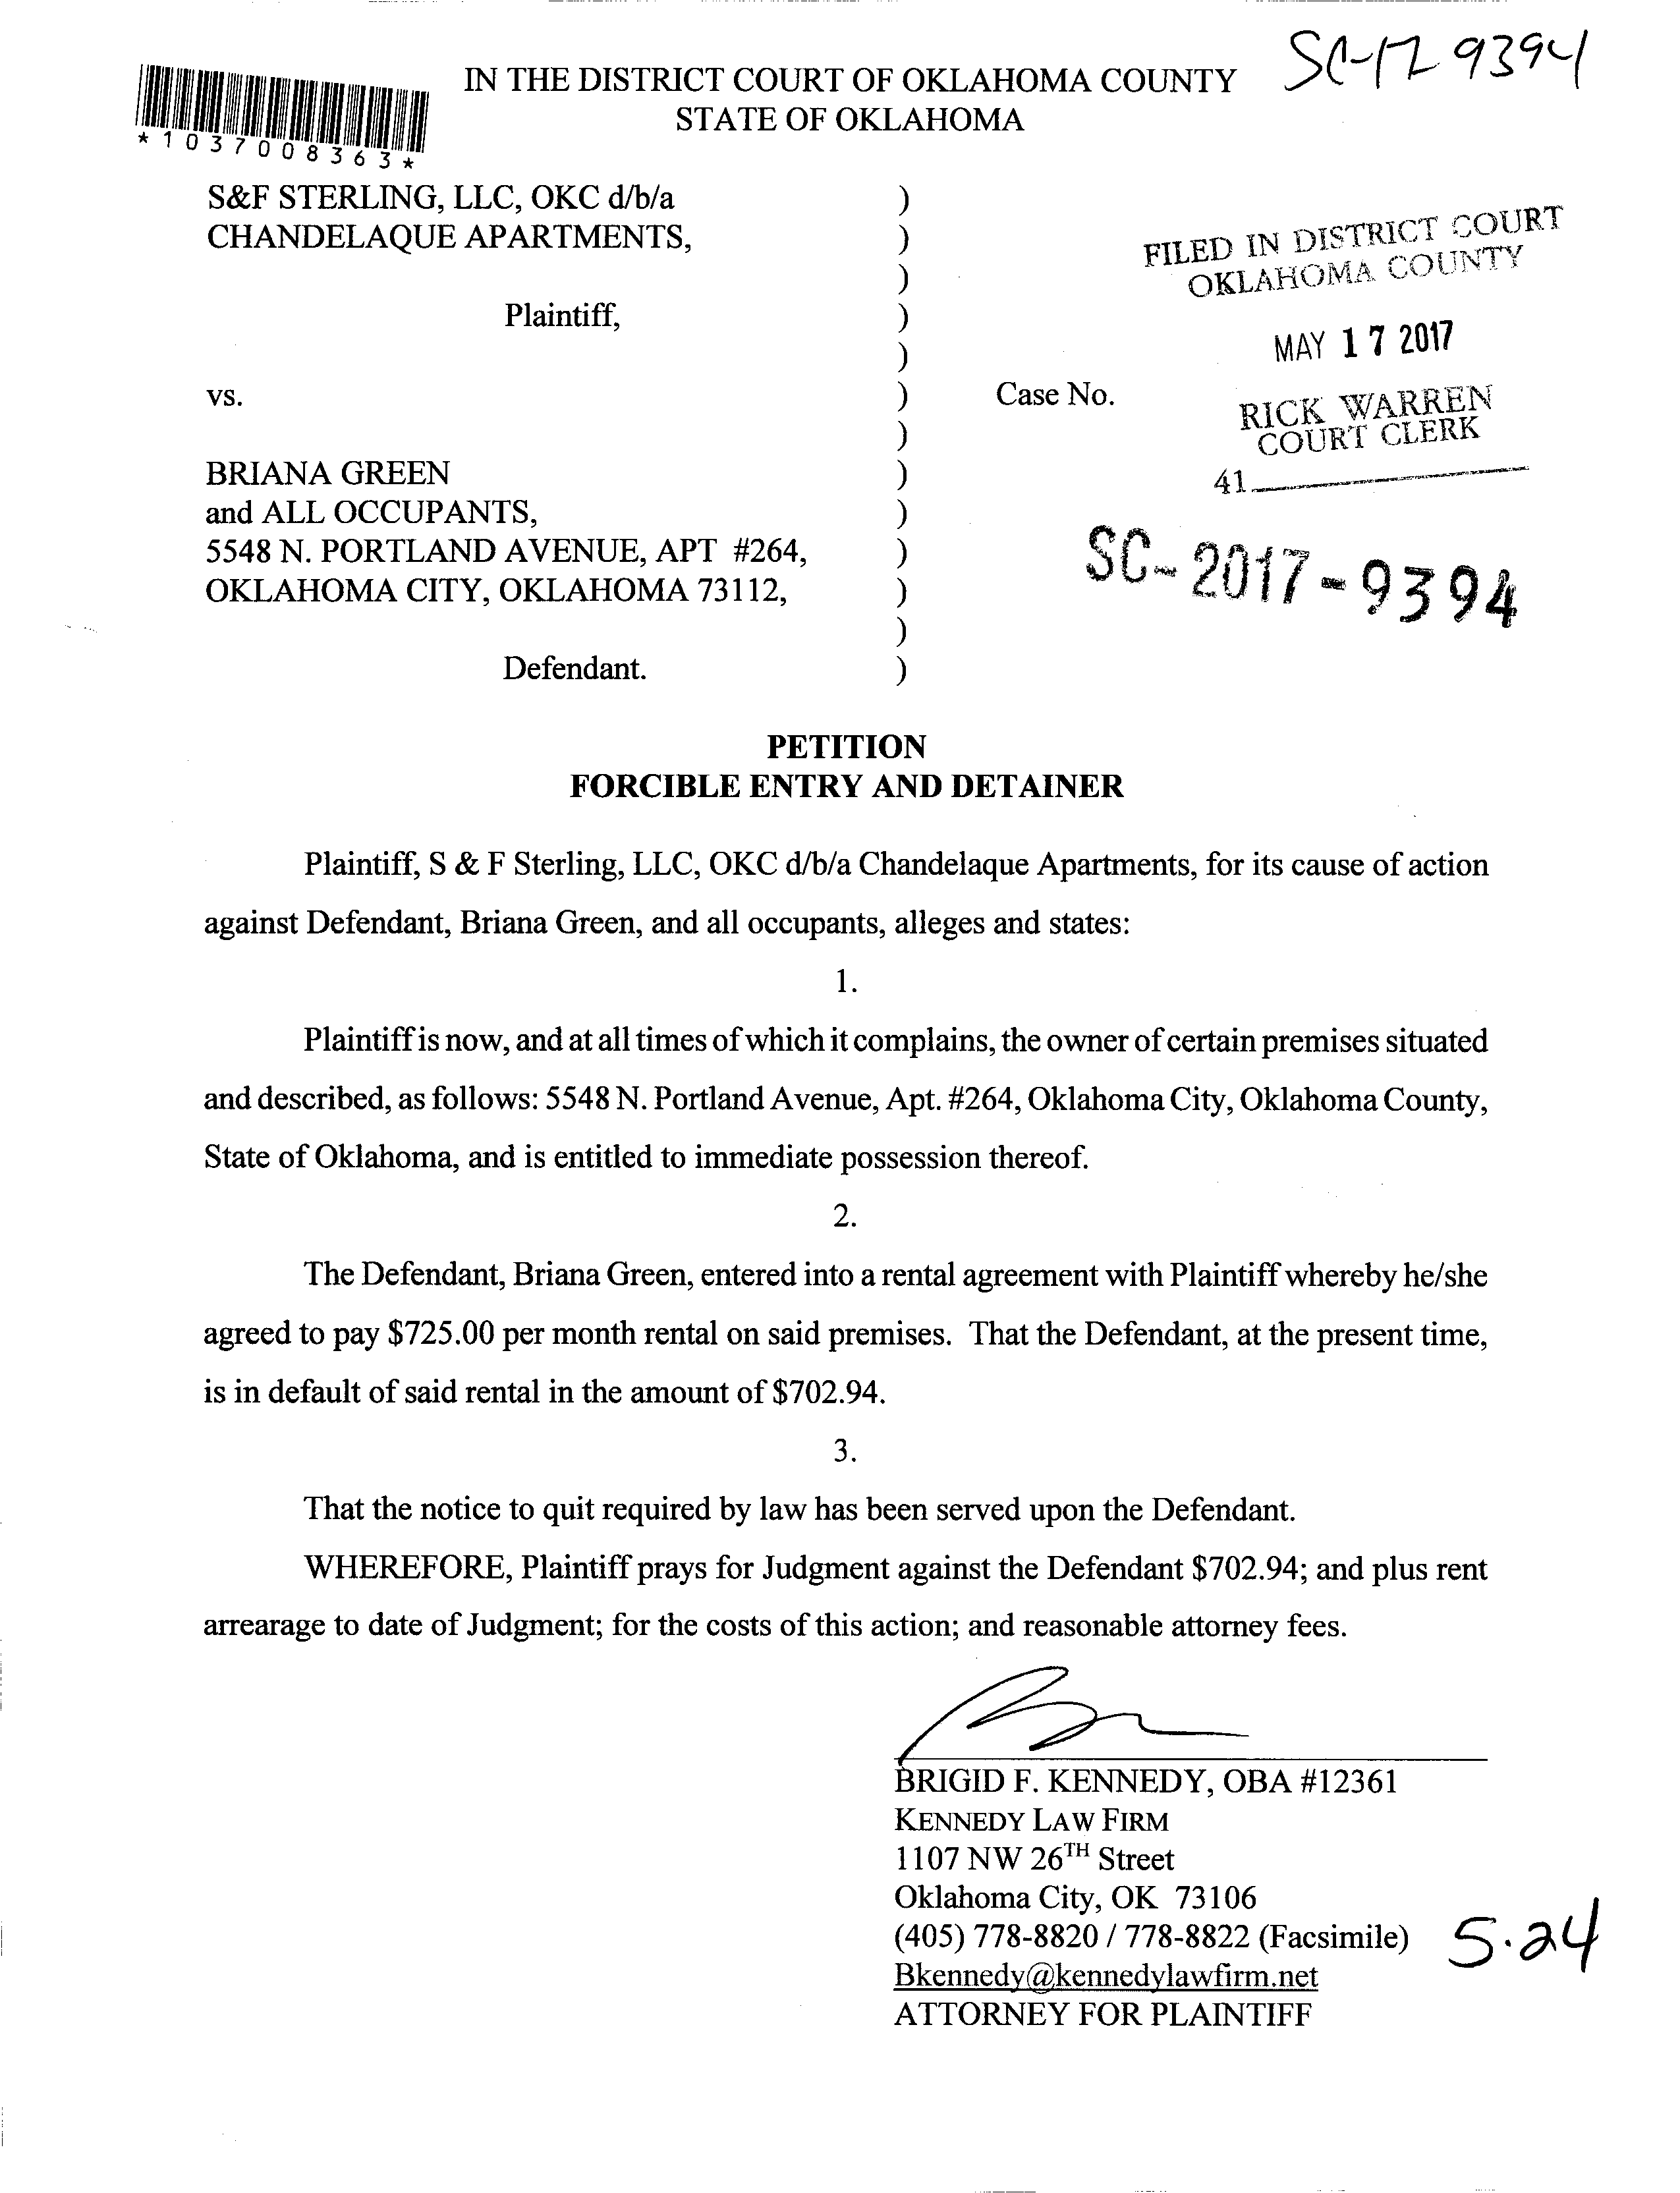 SC-17 9394
IN THE DISTRICT COURT OF OKLAHOMA COUNTY
STATE OF OKLAHOMA
*1037008363*
S&F STERLING, LLC, OKC d/b/a )
CHANDELAQUE APARTMENTS, )
)
Plaintiff, )
)
vs. ) Case No.
)
BRIANA GREEN )
and ALL OCCUPANTS, )
5548 N. PORTLAND AVENUE, APT #264, )
OKLAHOMA CITY, OKLAHOMA 73112, )
)
Defendant. )
FILED IN DISTRICT COURT
OKLAHOMA COUNTY
MAY 17 2017
RICK WARREN
COURT CLERK
41
SC-2017-9394
PETITION
FORCIBLE ENTRY AND DETAINER
Plaintiff, S & F Sterling, LLC, OKC d/b/a Chandelaque Apartments, for its cause of action
against Defendant, Briana Green, and all occupants, alleges and states:
1.
Plaintiff is now, and at all times of which it complains, the owner of certain premises situated
and described, as follows: 5548 N. Portland Avenue, Apt. #264, Oklahoma City, Oklahoma County,
State of Oklahoma, and is entitled to immediate possession thereof.
2.
The Defendant, Briana Green, entered into a rental agreement with Plaintiff whereby he/she
agreed to pay $725.00 per month rental on said premises. That the Defendant, at the present time,
is in default of said rental in the amount of $702.94.
3.
That the notice to quit required by law has been served upon the Defendant.
WHEREFORE, Plaintiff prays for Judgment against the Defendant $702.94; and plus rent
arrearage to date of Judgment; for the costs of this action; and reasonable attorney fees.
BRIGID F. KENNEDY, OBA #12361
KENNEDY LAW FIRM
1107 NW 26TH Street
Oklahoma City, OK 73106
(405) 778-8820 / 778-8822 (Facsimile)
Bkennedy@kennedylawfirm.net
ATTORNEY FOR PLAINTIFF
5.24